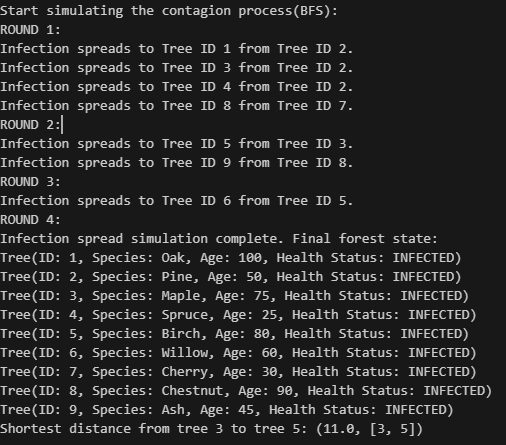 Start simulating the contagion process(BFS):
ROUND 1:
Infection spreads to Tree ID 1 from Tree ID 2.
Infection spreads to Tree ID 3 from Tree ID 2.
Infection spreads to Tree ID 4 from Tree ID 2.
Infection spreads to Tree ID 8 from Tree ID 7.
ROUND 2:
Infection spreads to Tree ID 5 from Tree ID 3.
Infection spreads to Tree ID 9 from Tree ID 8.
ROUND 3:
Infection spreads to Tree ID 6 from Tree ID 5.
ROUND 4:
Infection spread simulation complete. Final forest state:
Tree(ID: 1, Species: Oak, Age: 100, Health Status: INFECTED)
Tree(ID: 2, Species: Pine, Age: 50, Health Status: INFECTED)
Tree(ID: 3, Species: Maple, Age: 75, Health Status: INFECTED)
Tree(ID: 4, Species: Spruce, Age: 25, Health Status: INFECTED)
Tree(ID: 5, Species: Birch, Age: 80, Health Status: INFECTED)
Tree(ID: 6, Species: Willow, Age: 60, Health Status: INFECTED)
Tree(ID: 7, Species: Cherry, Age: 30, Health Status: INFECTED)
Tree(ID: 8, Species: Chestnut, Age: 90, Health Status: INFECTED)
Tree(ID: 9, Species: Ash, Age: 45, Health Status: INFECTED)
Shortest distance from tree 3 to tree 5: (11.0, [3, 5])